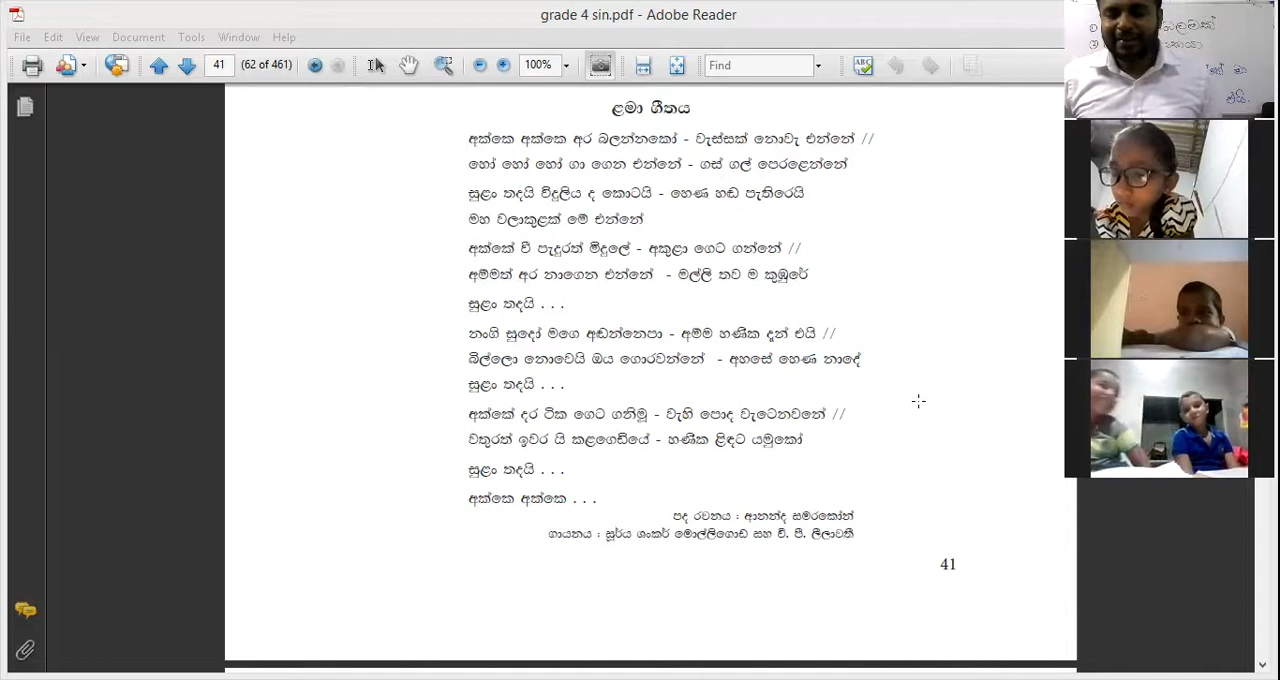 grade 4 sin.pdf - Adobe Reader
File Edit View Document Tools Window Help
41 (62 of 461) 100% Find
ළමා ගීතය
අක්කෙ අක්කෙ අර බලන්නකෝ - වැස්සක් නොවැ එන්නේ //
හෝ හෝ හෝ ගා ගෙන එන්නේ - ගස් ගල් පෙරළෙන්නේ
සුළං තදයි විදුලිය ද කොටයි - හෙණ හඬ පැතිරෙයි
මහ වලාකුළක් මේ එන්නේ
අක්කේ වී පැදුරත් මිදුලේ - අකුළා ගෙට ගන්නේ //
අම්මත් අර නාගෙන එන්නේ - මල්ලි තව ම කුඹුරේ
සුළං තදයි . . .
නංගි සුදෝ මගෙ අඬන්නෙපා - අම්ම හණික දැන් එයි //
බිල්ලො නොවෙයි ඔය ගොරවන්නේ - අහසේ හෙණ නාදේ
සුළං තදයි . . .
අක්කේ දර ටික ගෙට ගනිමු - වැහි පොද වැටෙනවනේ //
වතුරත් ඉවර යි කළගෙඩියේ - හණික ළිඳට යමුකෝ
සුළං තදයි . . .
අක්කෙ අක්කෙ . . .
පද රචනය : ආනන්ද සමරකෝන්
ගායනය : සූර්ය ශංකර් මොල්ලිගොඩ සහ ව්. පී. ලීලාවතී
41